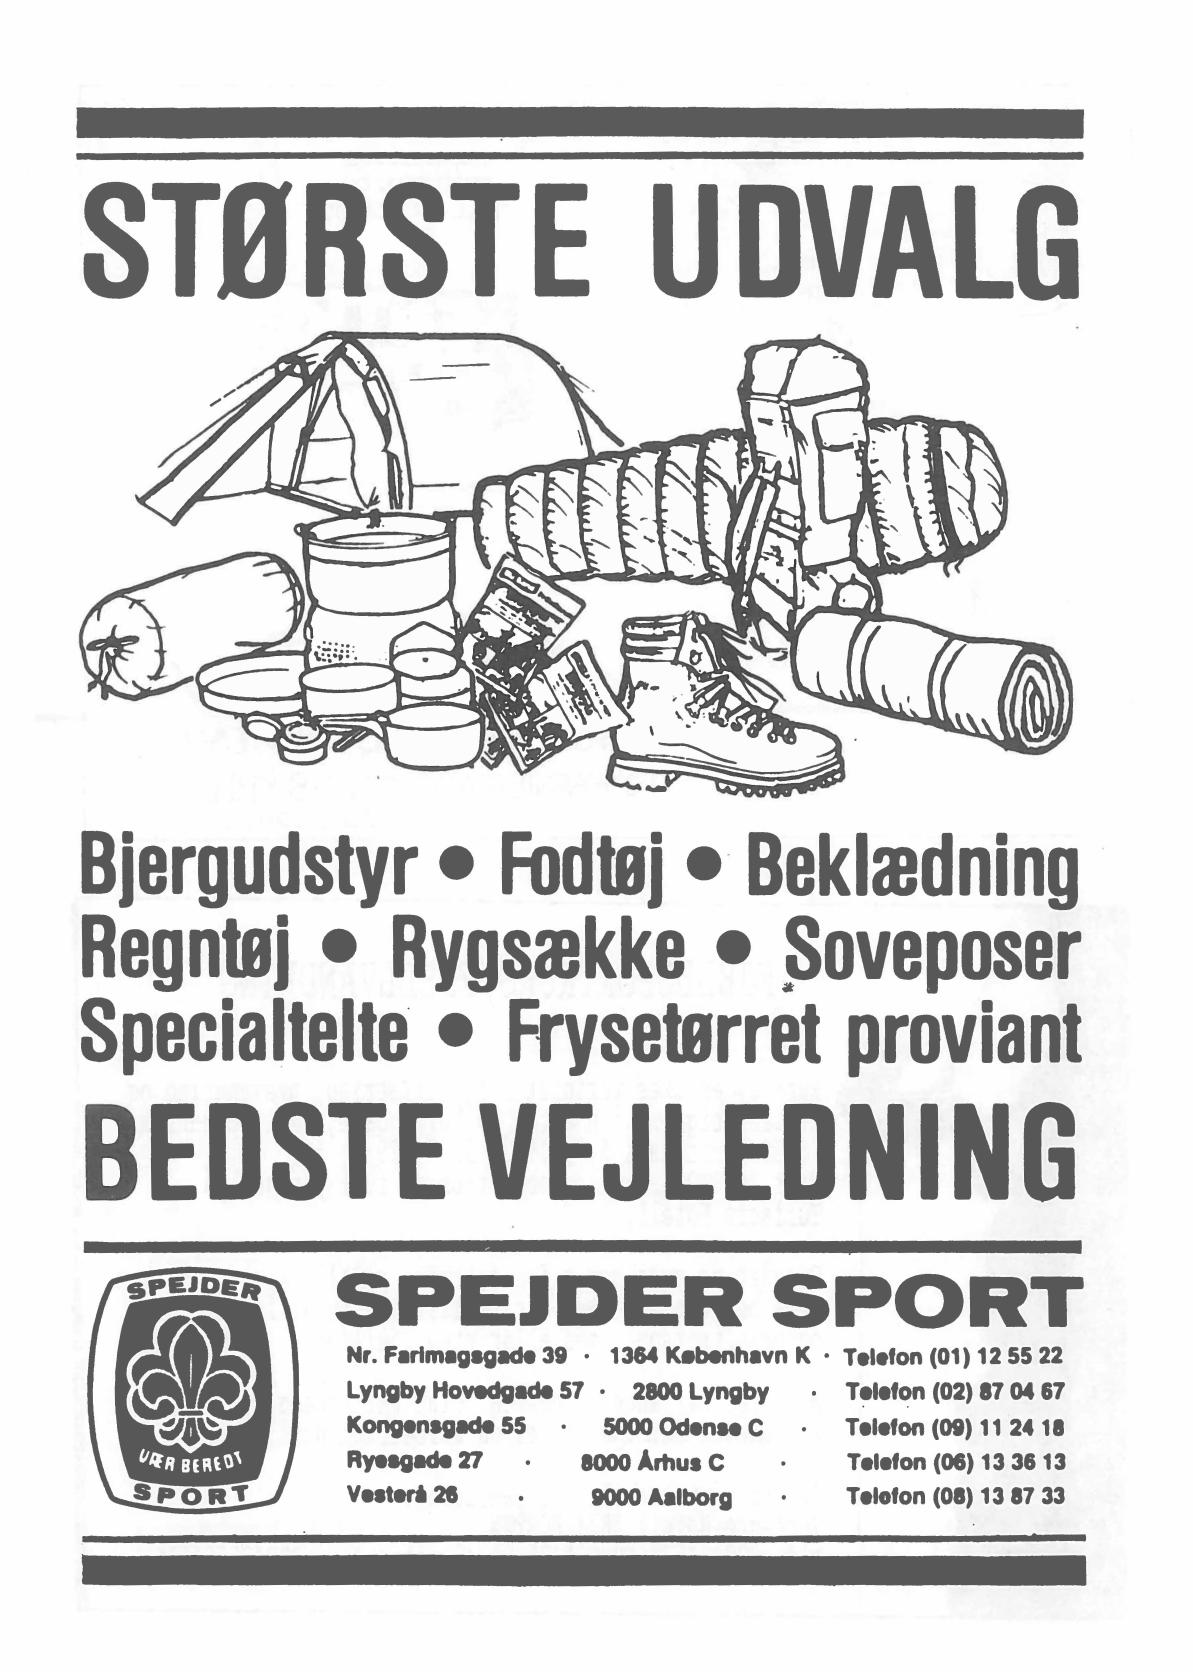 STØRSTE UDVALG
Bjergudstyr • Fodtøj • Beklædning
Regntøj • Rygsække • Soveposer
Specialtelte • Frysetørret proviant
BEDSTE VEJLEDNING
SPEJDER
VÆR BEREDT
SPORT
SPEJDER SPORT
Nr. Farimagsgade 39 · 1364 København K · Telefon (01) 12 55 22
Lyngby Hovedgade 57 · 2800 Lyngby · Telefon (02) 87 04 67
Kongensgade 55 · 5000 Odense C · Telefon (09) 11 24 18
Ryesgade 27 · 8000 Århus C · Telefon (06) 13 36 13
Vesterå 26 · 9000 Aalborg · Telefon (08) 13 87 33